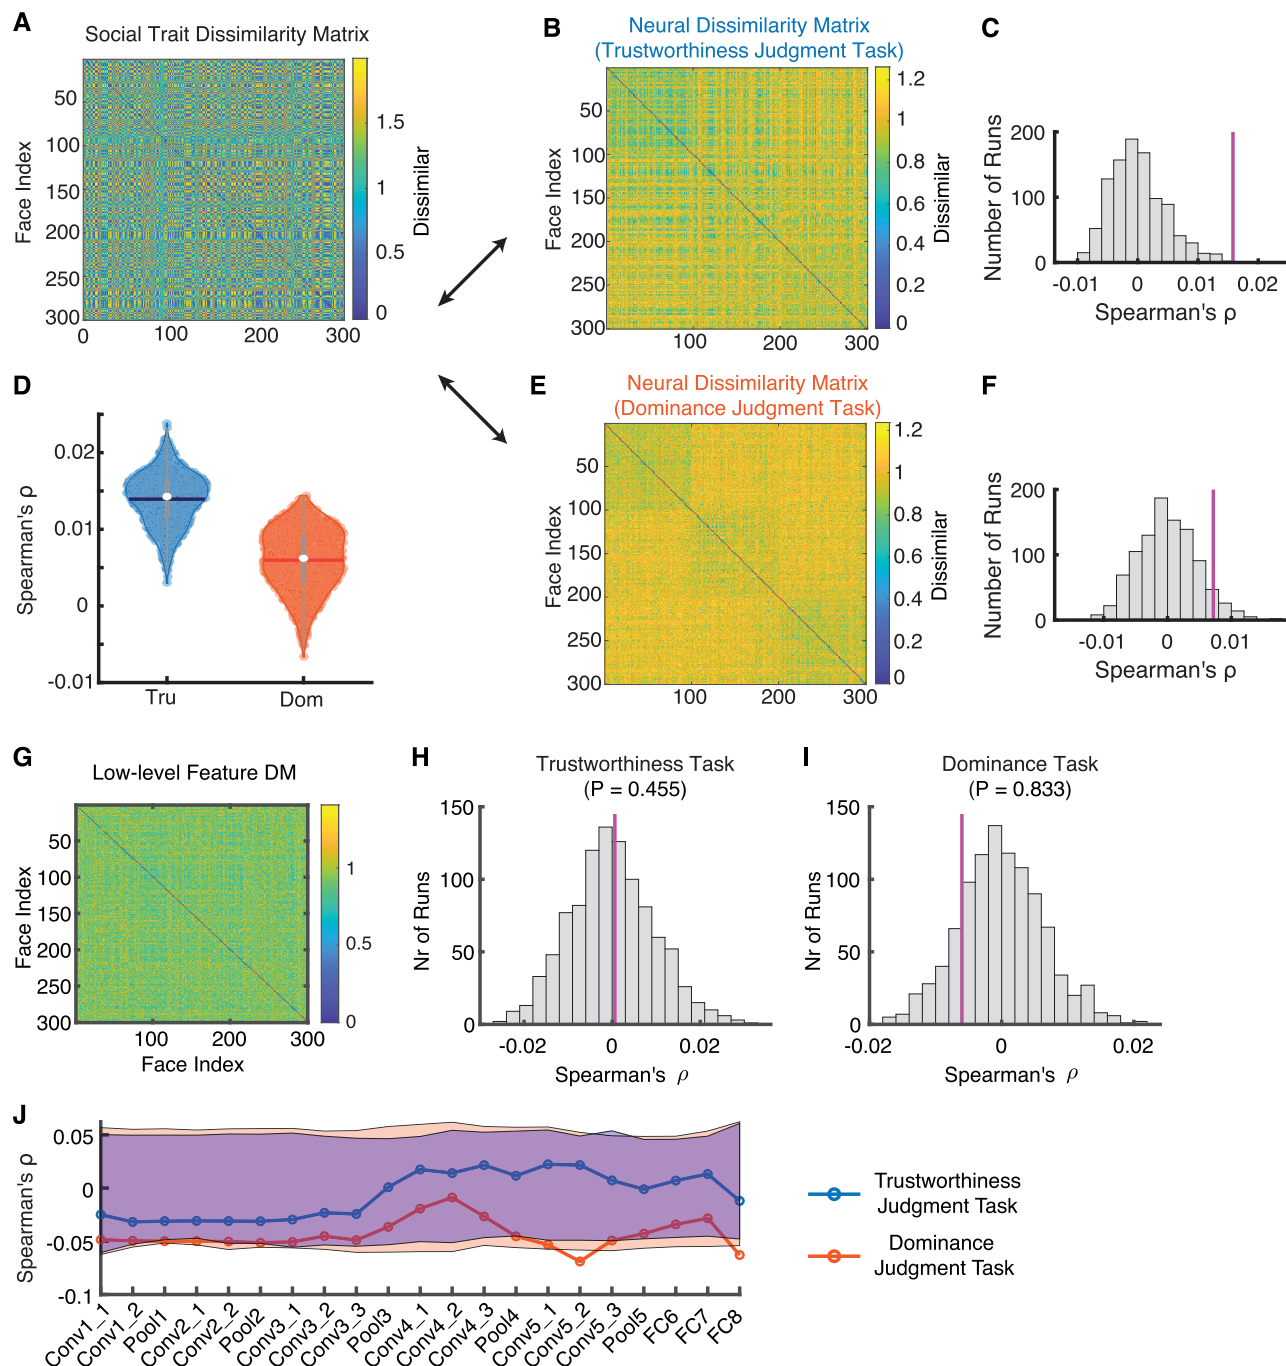 A
Social Trait Dissimilarity Matrix
Face Index
50
100
150
200
250
300
0
100
200
300
1.5
1
0.5
0
Dissimilar
B
Neural Dissimilarity Matrix
(Trustworthiness Judgment Task)
Face Index
50
100
150
200
250
300
100
200
300
1.2
1
0.8
0.6
0.4
0.2
0
Dissimilar
C
Number of Runs
200
100
0
-0.01
0
0.01
0.02
Spearman's ρ
D
Spearman's ρ
0.02
0.01
0
-0.01
Tru
Dom
E
Neural Dissimilarity Matrix
(Dominance Judgment Task)
Face Index
50
100
150
200
250
300
100
200
300
1.2
1
0.8
0.6
0.4
0.2
0
Dissimilar
F
Number of Runs
200
100
0
-0.01
0
0.01
Spearman's ρ
G
Low-level Feature DM
Face Index
50
100
150
200
250
300
100
200
300
Face Index
1
0.5
0
H
Trustworthiness Task
(P = 0.455)
Nr of Runs
150
100
50
0
-0.02
0
0.02
Spearman's ρ
I
Dominance Task
(P = 0.833)
Nr of Runs
150
100
50
0
-0.02
0
0.02
Spearman's ρ
J
Spearman's ρ
0.05
0
-0.05
-0.1
Conv1_1
Conv1_2
Pool1
Conv2_1
Conv2_2
Pool2
Conv3_1
Conv3_2
Conv3_3
Pool3
Conv4_1
Conv4_2
Conv4_3
Pool4
Conv5_1
Conv5_2
Conv5_3
Pool5
FC6
FC7
FC8
Trustworthiness
Judgment Task
Dominance
Judgment Task